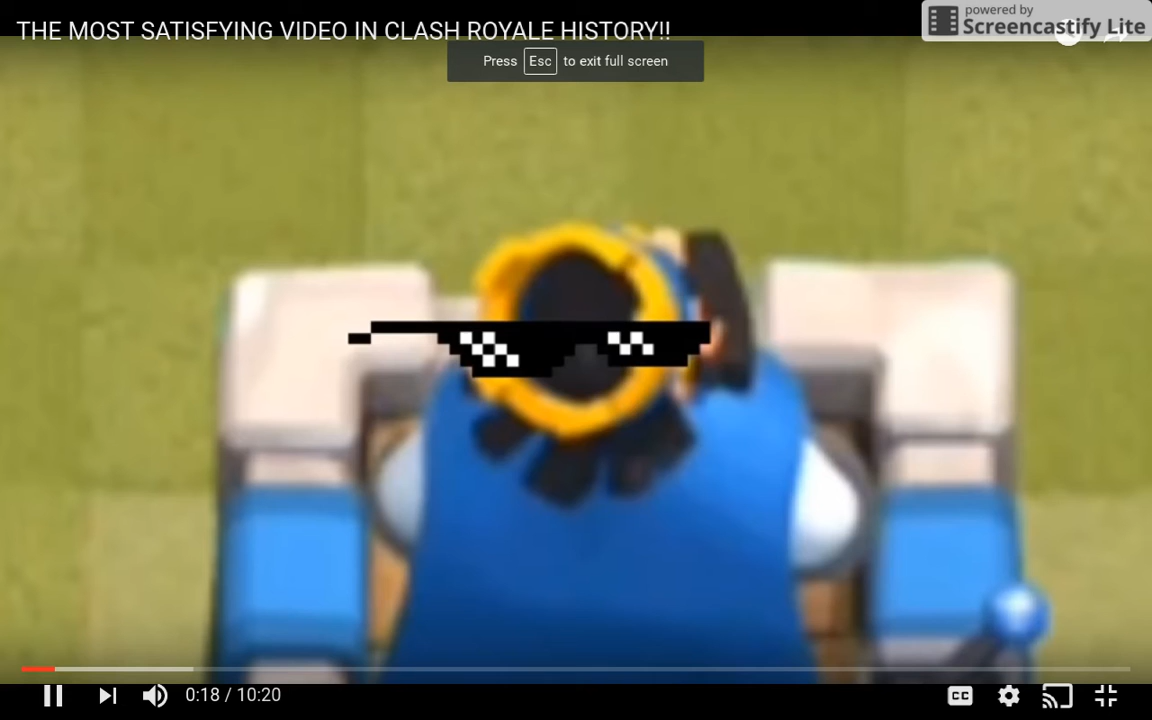 THE MOST SATISFYING VIDEO IN CLASH ROYALE HISTORY!!
powered by
Screencastify Lite
Press Esc to exit full screen
0:18 / 10:20
CC